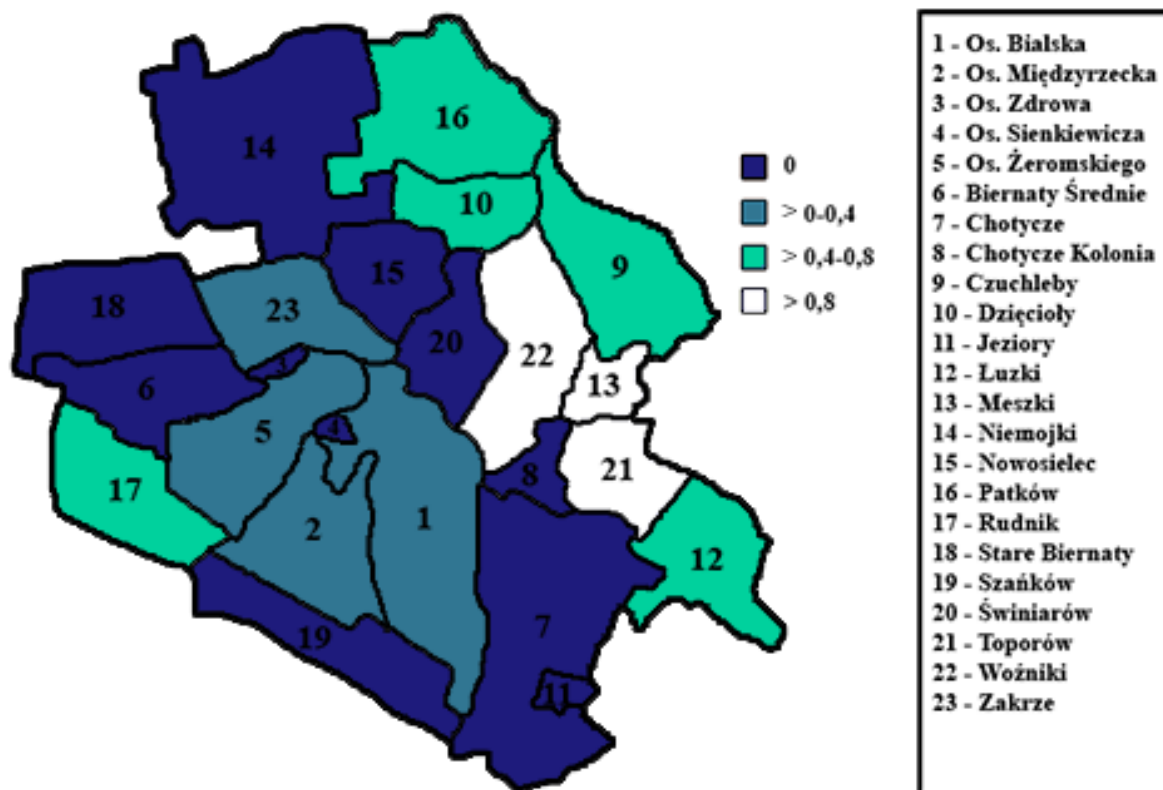 14
16
10
15
9
18
23
20
22
13
3
6
5
4
8
21
17
2
1
12
7
19
11
0
> 0-0,4
> 0,4-0,8
> 0,8
1 - Os. Bialska
2 - Os. Międzyrzecka
3 - Os. Zdrowa
4 - Os. Sienkiewicza
5 - Os. Żeromskiego
6 - Biernaty Średnie
7 - Chotycze
8 - Chotycze Kolonia
9 - Czuchleby
10 - Dzięcioły
11 - Jeziory
12 - Łuzki
13 - Meszki
14 - Niemojki
15 - Nowosielec
16 - Patków
17 - Rudnik
18 - Stare Biernaty
19 - Szańków
20 - Świniarów
21 - Toporów
22 - Woźniki
23 - Zakrze